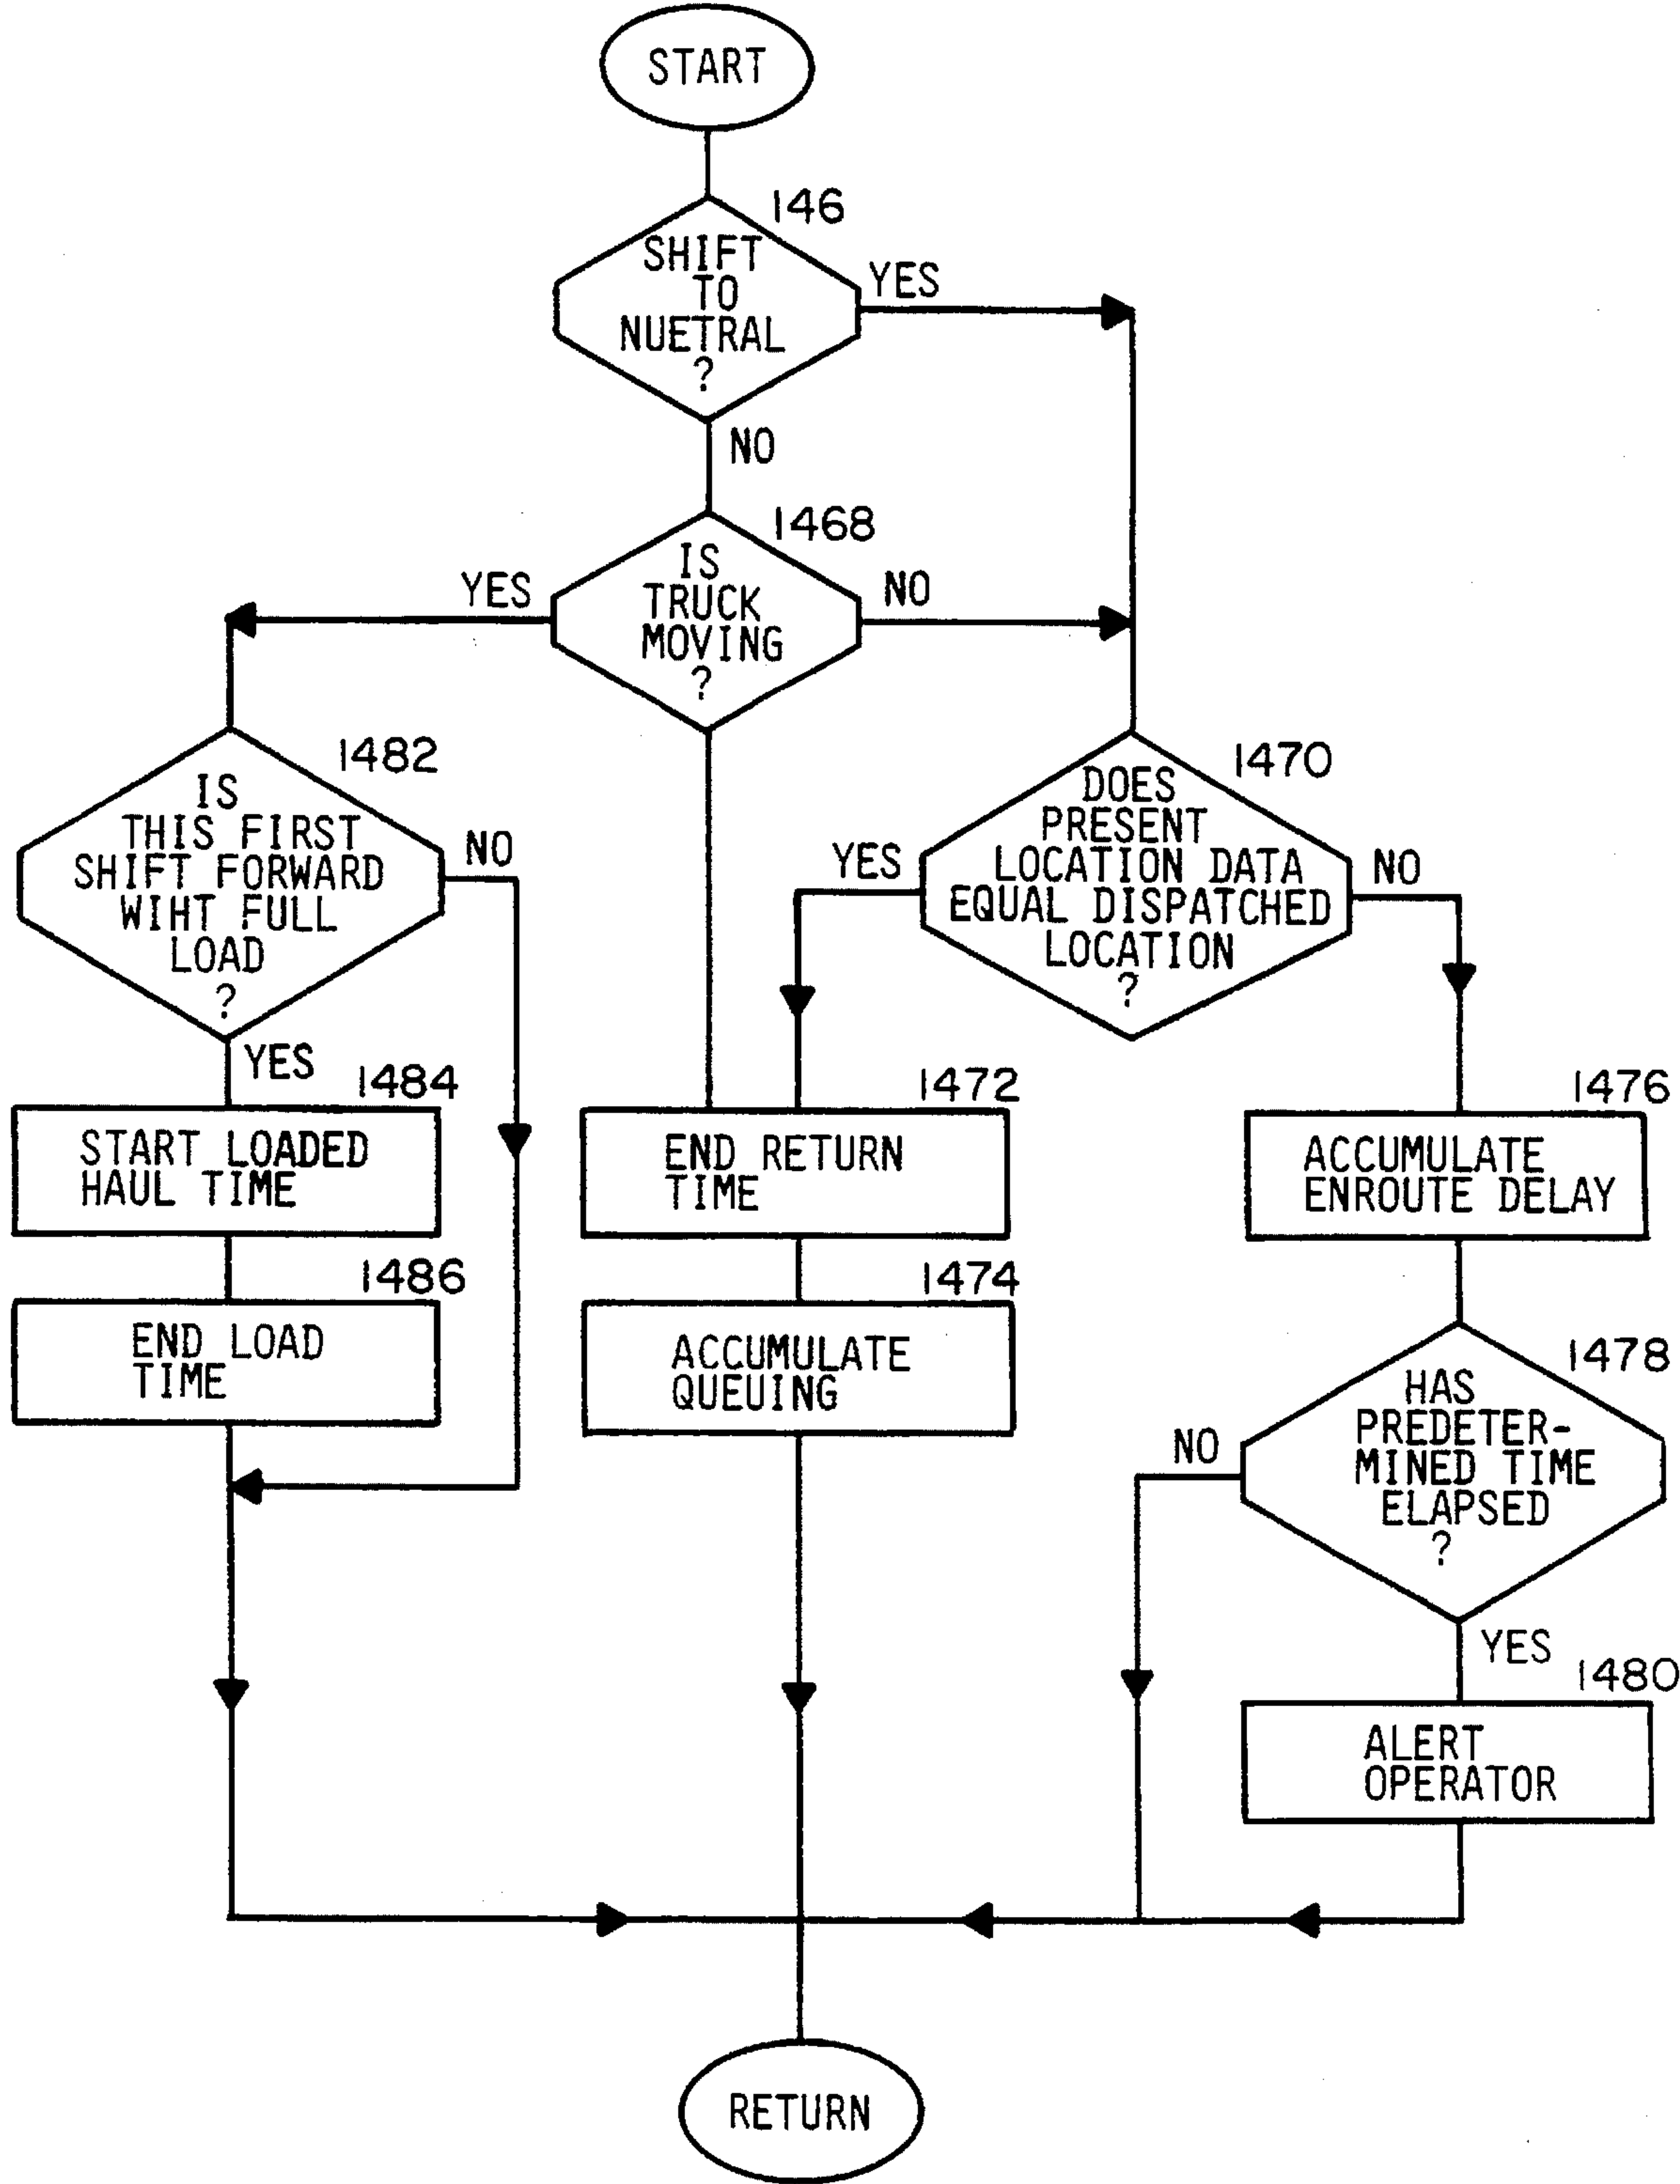 START
146
SHIFT
TO
NUETRAL
?
YES
NO
1468
IS
TRUCK
MOVING
?
YES
NO
1482
IS
THIS FIRST
SHIFT FORWARD
WIHT FULL
LOAD
?
NO
YES
1470
DOES
PRESENT
LOCATION DATA
EQUAL DISPATCHED
LOCATION
?
YES
NO
1484
START LOADED
HAUL TIME
1472
END RETURN
TIME
1476
ACCUMULATE
ENROUTE DELAY
1486
END LOAD
TIME
1474
ACCUMULATE
QUEUING
1478
HAS
PREDETER-
MINED TIME
ELAPSED
?
NO
YES
1480
ALERT
OPERATOR
RETURN